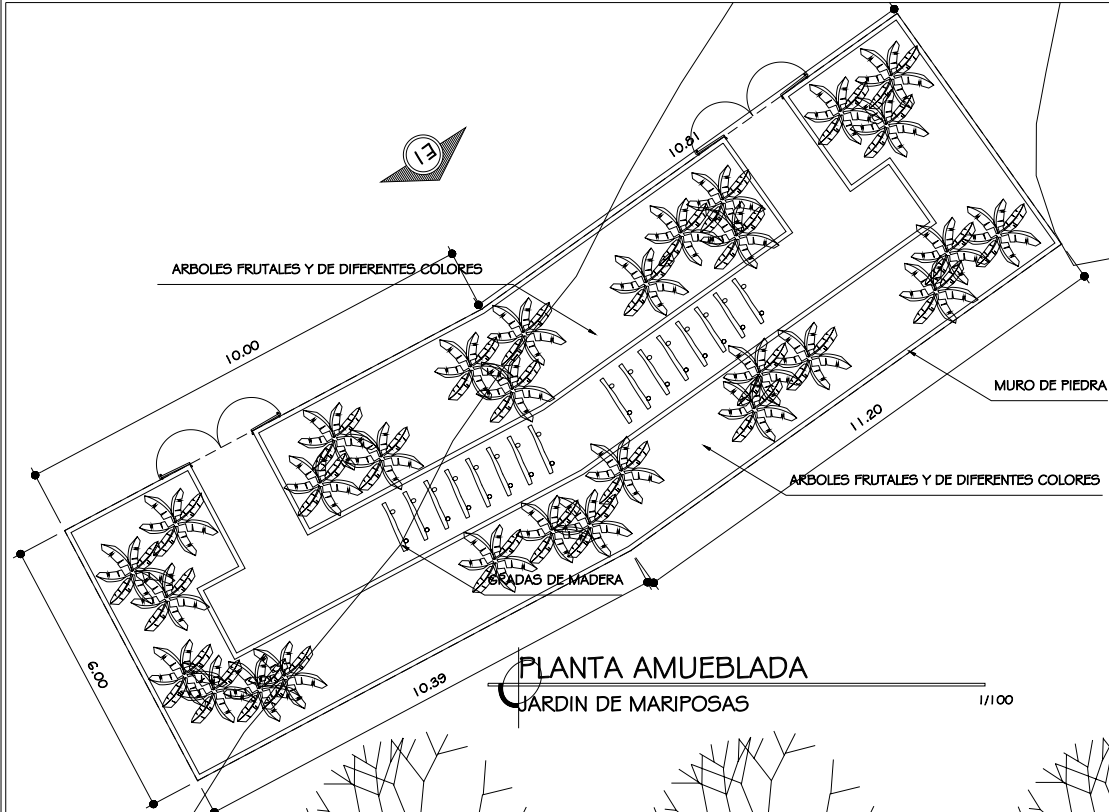 10.81
ARBOLES FRUTALES Y DE DIFERENTES COLORES
10.00
MURO DE PIEDRA
11.20
ARBOLES FRUTALES Y DE DIFERENTES COLORES
GRADAS DE MADERA
6.00
10.39
PLANTA AMUEBLADA
JARDIN DE MARIPOSAS
1/100